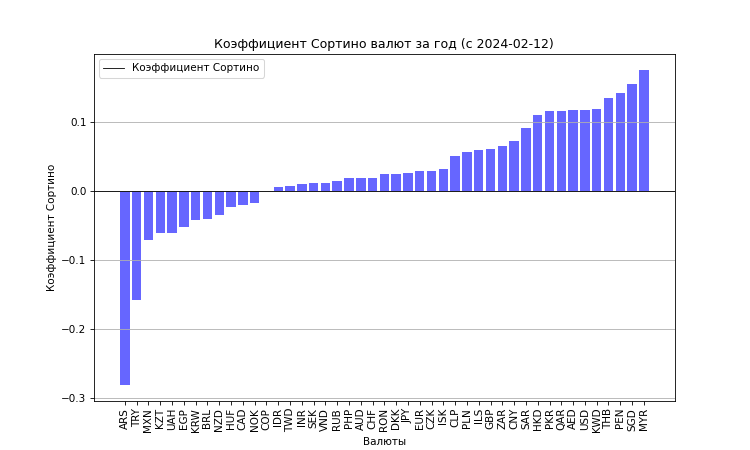 Коэффициент Сортино валют за год (с 2024-02-12)
Коэффициент Сортино
Коэффициент Сортино
0.1
0.0
−0.1
−0.2
−0.3
ARS
TRY
MXN
KZT
UAH
EGP
KRW
BRL
NZD
HUF
CAD
NOK
COP
IDR
TWD
INR
SEK
VND
RUB
PHP
AUD
CHF
RON
DKK
JPY
EUR
CZK
ISK
CLP
PLN
ILS
GBP
ZAR
CNY
SAR
HKD
PKR
QAR
AED
USD
KWD
THB
PEN
SGD
MYR
Валюты